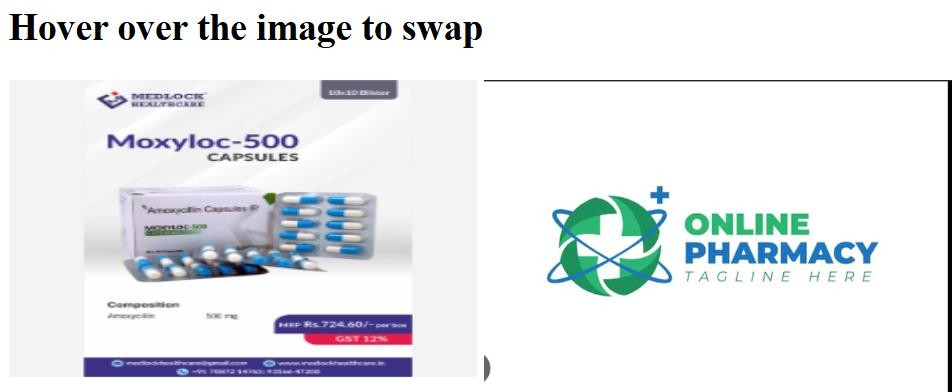 Hover over the image to swap
MEDLOCK
HEALTHCARE
10x10 Blister
Moxyloc-500
CAPSULES
Amoxycillin Capsules IP
MOXYLOC-500
Composition
Amoxycillin 500 mg
MRP Rs.724.60/- per box
GST 12%
medlockhealthcare@gmail.com www.medlockhealthcare.in
ONLINE
PHARMACY
TAGLINE HERE